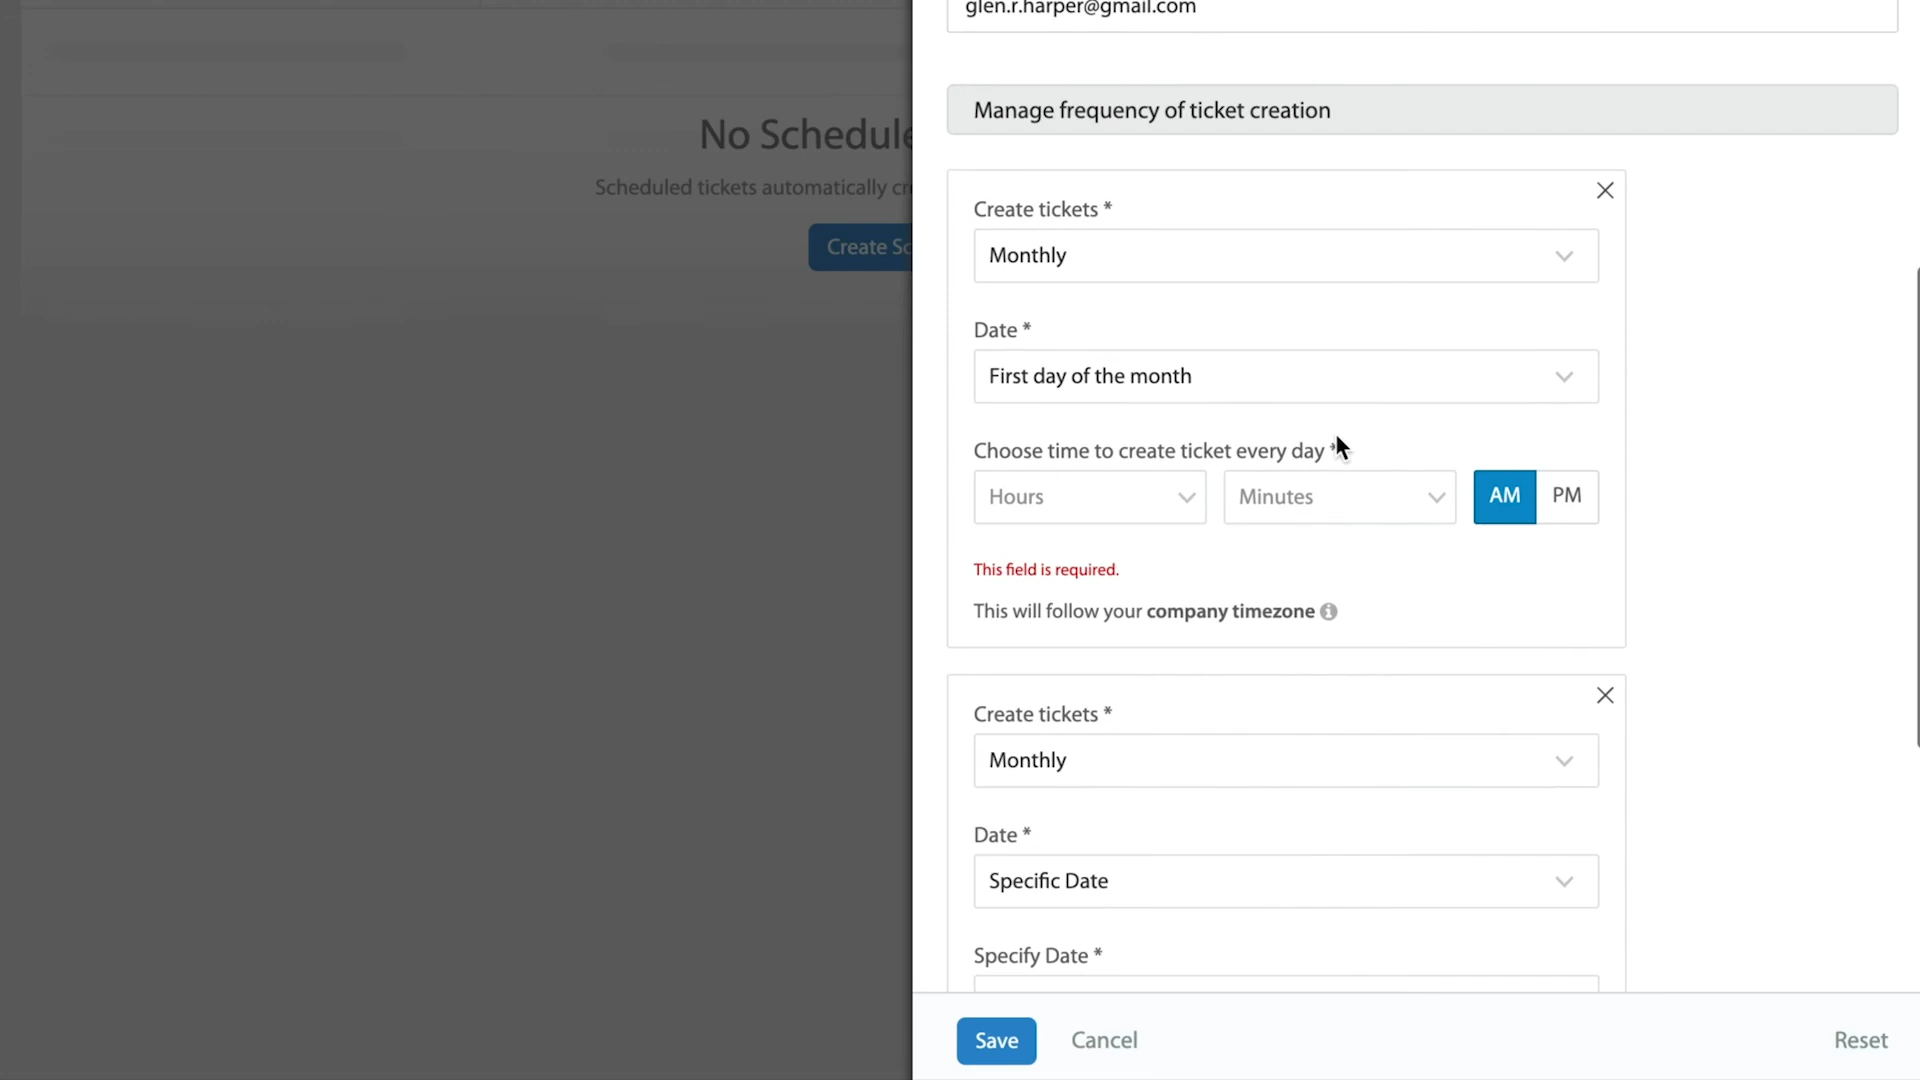 glen.r.harper@gmail.com
Manage frequency of ticket creation
No Schedule
Scheduled tickets automatically cr
Create Sc
Create tickets *
Monthly
Date *
First day of the month
Choose time to create ticket every day *
Hours
Minutes
AM
PM
This field is required.
This will follow your company timezone
Create tickets *
Monthly
Date *
Specific Date
Specify Date *
Save
Cancel
Reset